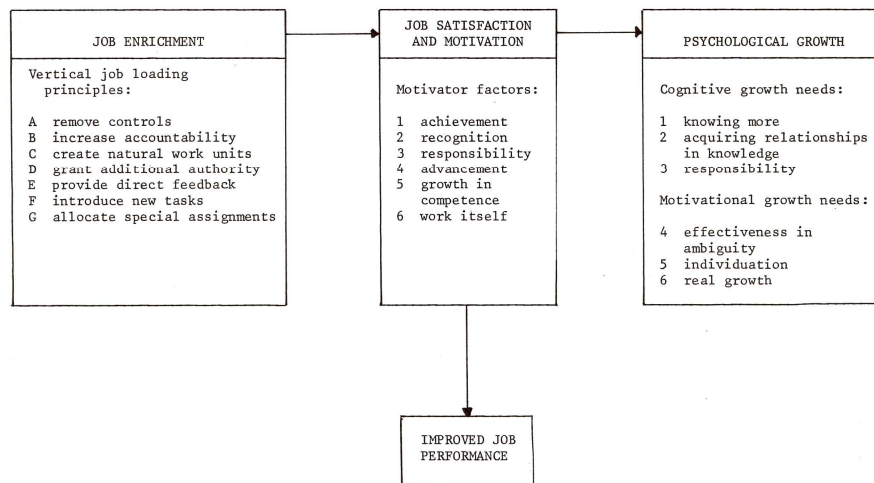 JOB ENRICHMENT
Vertical job loading
principles:
A remove controls
B increase accountability
C create natural work units
D grant additional authority
E provide direct feedback
F introduce new tasks
G allocate special assignments
JOB SATISFACTION
AND MOTIVATION
Motivator factors:
1 achievement
2 recognition
3 responsibility
4 advancement
5 growth in
competence
6 work itself
PSYCHOLOGICAL GROWTH
Cognitive growth needs:
1 knowing more
2 acquiring relationships
in knowledge
3 responsibility
Motivational growth needs:
4 effectiveness in
ambiguity
5 individuation
6 real growth
IMPROVED JOB
PERFORMANCE